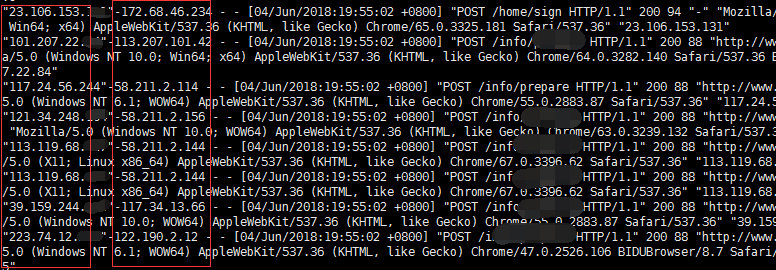 "23.106.153. "-172.68.46.234 - - [04/Jun/2018:19:55:02 +0800] "POST /home/sign HTTP/1.1" 200 94 "-" "Mozilla/
Win64; x64) AppleWebKit/537.36 (KHTML, like Gecko) Chrome/65.0.3325.181 Safari/537.36" "23.106.153.131"
"101.207.22. "-113.207.101.42 - - [04/Jun/2018:19:55:02 +0800] "POST /info/ HTTP/1.1" 200 88 "http://www
a/5.0 (Windows NT 10.0; Win64; x64) AppleWebKit/537.36 (KHTML, like Gecko) Chrome/64.0.3282.140 Safari/537.36 E
7.22.84"
"117.24.56.244"-58.211.2.114 - - [04/Jun/2018:19:55:02 +0800] "POST /info/prepare HTTP/1.1" 200 88 "http://www.
5.0 (Windows NT 6.1; WOW64) AppleWebKit/537.36 (KHTML, like Gecko) Chrome/55.0.2883.87 Safari/537.36" "117.24.5
"121.34.248. "-58.211.2.156 - - [04/Jun/2018:19:55:02 +0800] "POST /info HTTP/1.1" 200 88 "http://www.
"Mozilla/5.0 (Windows NT 10.0; WOW64) AppleWebKit/537.36 (KHTML, like Gecko) Chrome/63.0.3239.132 Safari/537.36
"113.119.68. "-58.211.2.144 - - [04/Jun/2018:19:55:02 +0800] "POST /info HTTP/1.1" 200 88 "http://www.
/5.0 (X11; Linux x86_64) AppleWebKit/537.36 (KHTML, like Gecko) Chrome/67.0.3396.62 Safari/537.36" "113.119.68
"113.119.68. "-58.211.2.144 - - [04/Jun/2018:19:55:02 +0800] "POST /info HTTP/1.1" 200 88 "http://www.
/5.0 (X11; Linux x86_64) AppleWebKit/537.36 (KHTML, like Gecko) Chrome/67.0.3396.62 Safari/537.36" "113.119.68
"39.159.244. "-117.34.13.66 - - [04/Jun/2018:19:55:02 +0800] "POST /info HTTP/1.1" 200 88 "http://www.
/5.0 (Windows NT 10.0; WOW64) AppleWebKit/537.36 (KHTML, like Gecko) Chrome/55.0.2883.87 Safari/537.36" "39.159
"223.74.12. "-122.190.2.12 - - [04/Jun/2018:19:55:02 +0800] "POST /i HTTP/1.1" 200 88 "http://www.
5.0 (Windows NT 6.1; WOW64) AppleWebKit/537.36 (KHTML, like Gecko) Chrome/47.0.2526.106 BIDUBrowser/8.7 Safari/
5"